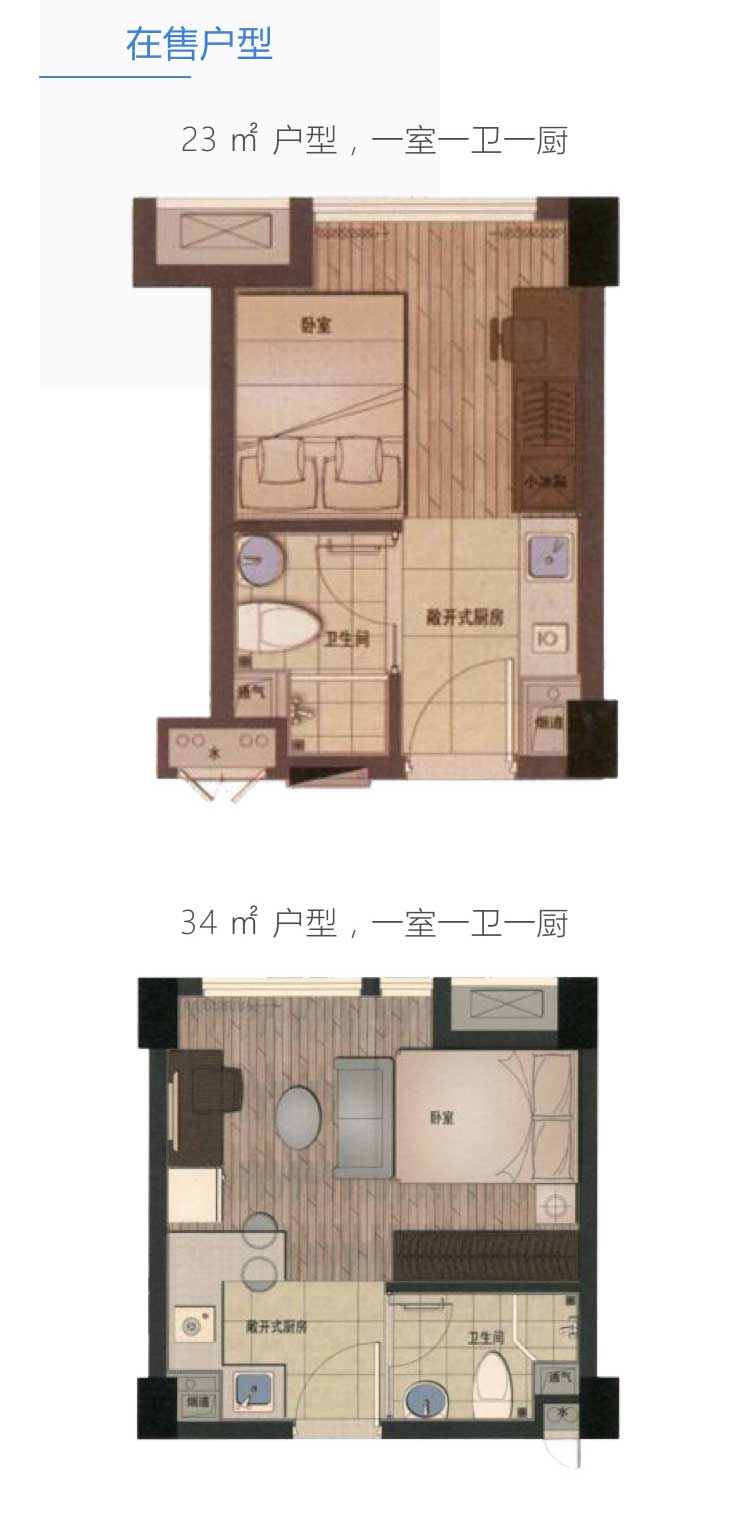 在售户型
23 ㎡ 户型，一室一卫一厨
卧室
小冰箱
敞开式厨房
卫生间
通气
烟道
水
34 ㎡ 户型，一室一卫一厨
卧室
敞开式厨房
卫生间
通气
烟道
水